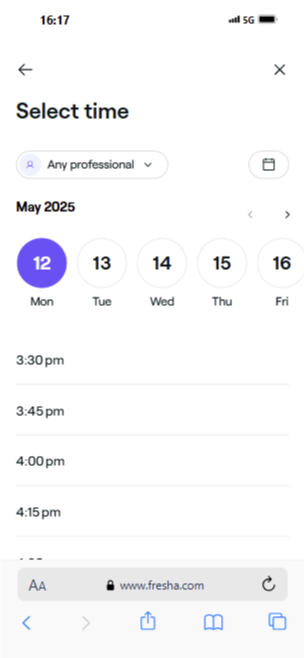 16:17 5G
Select time
Any professional
May 2025
12 13 14 15 16
Mon Tue Wed Thu Fri
3:30 pm
3:45 pm
4:00 pm
4:15 pm
AA www.fresha.com